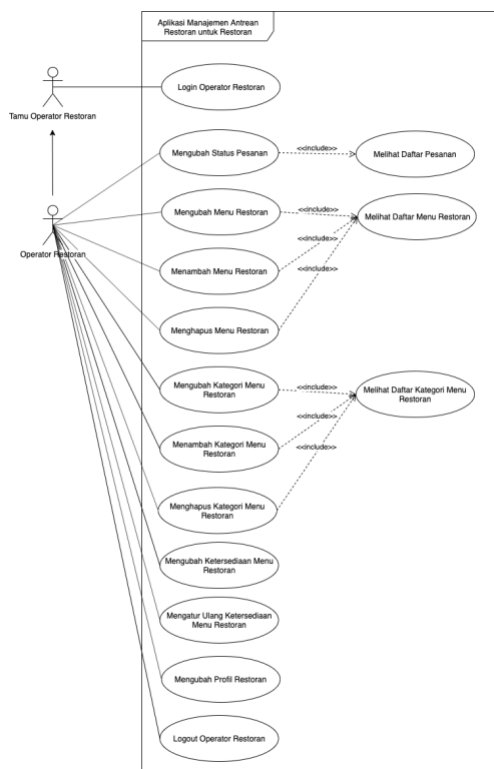 Aplikasi Manajemen Antrean
Restoran untuk Restoran
Login Operator Restoran
Tamu Operator Restoran
Mengubah Status Pesanan
<<include>>
Melihat Daftar Pesanan
Mengubah Menu Restoran
<<include>>
Melihat Daftar Menu Restoran
<<include>>
Operator Restoran
Menambah Menu Restoran
<<include>>
Menghapus Menu Restoran
Mengubah Kategori Menu
Restoran
<<include>>
Melihat Daftar Kategori Menu
Restoran
<<include>>
Menambah Kategori Menu
Restoran
<<include>>
Menghapus Kategori Menu
Restoran
Mengubah Ketersediaan Menu
Restoran
Mengatur Ulang Ketersediaan
Menu Restoran
Mengubah Profil Restoran
Logout Operator Restoran